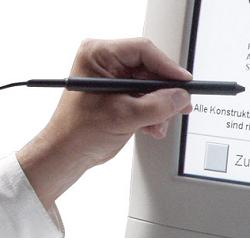 Alle Konstrukt
sind ri
Zu